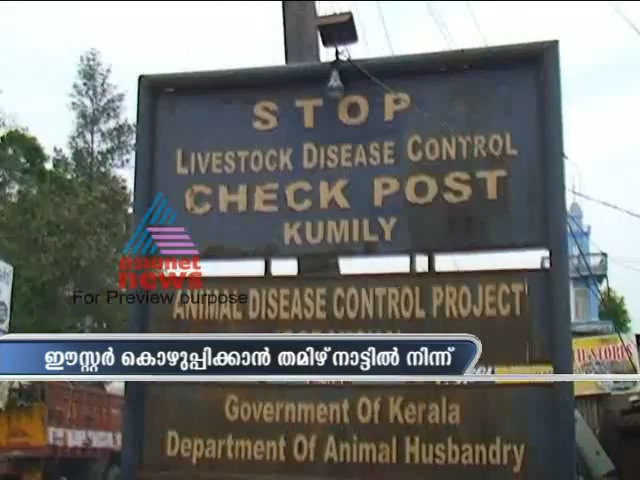 STOP
LIVESTOCK DISEASE CONTROL
CHECK POST
KUMILY
asianet
news
For Preview purpose
ANIMAL DISEASE CONTROL PROJECT
ഈസ്റ്റർ കൊഴുപ്പിക്കാൻ തമിഴ് നാട്ടിൽ നിന്ന്
Government Of Kerala
Department Of Animal Husbandry